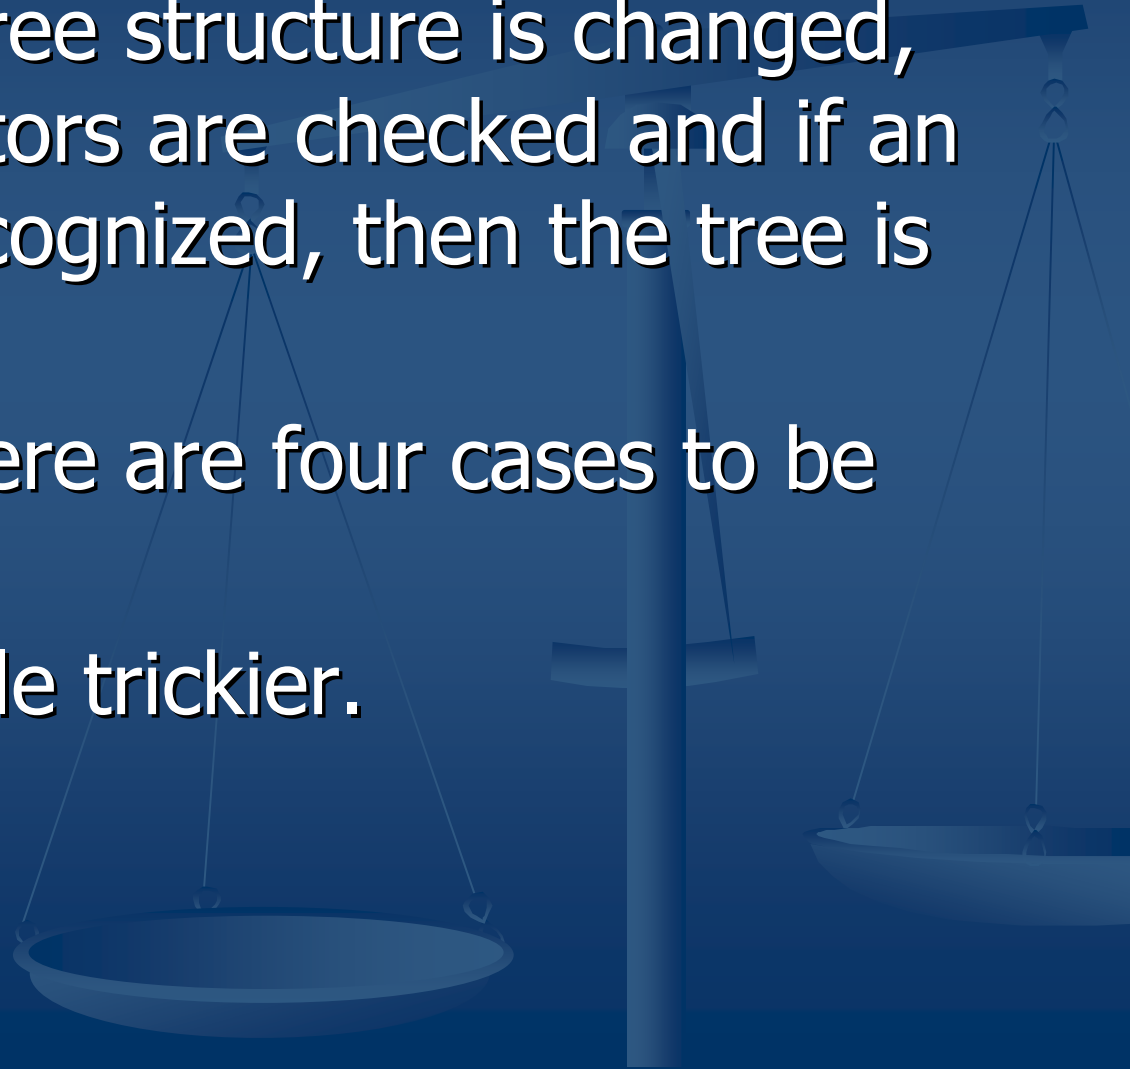 ree structure is changed,
tors are checked and if an
cognized, then the tree is
ere are four cases to be
le trickier.